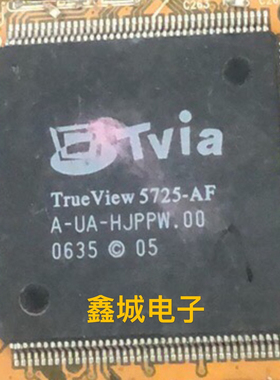 Tvia
TrueView 5725-AF
A-UA-HJPPW.00
0635 © 05
鑫城电子